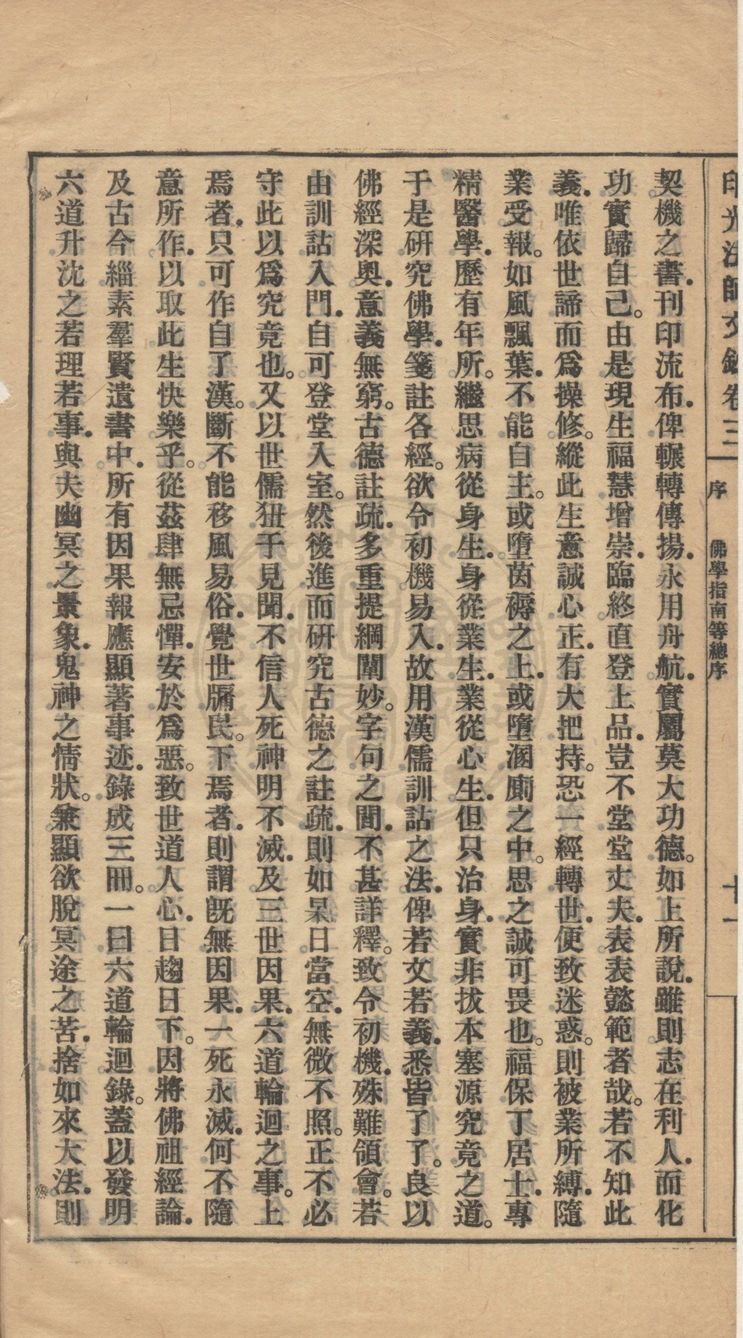 印光法師文鈔卷三 序 佛學指南等總序 十一
契機之書刊印流布俾輾轉傳揚永用舟航實屬莫大功德如上所說雖則志在利人而化
功實歸自己由是現生福慧增崇臨終直登上品豈不堂堂丈夫表表懿範者哉若不知此
義唯依世諦而爲操修縱此生意誠心正有大把持恐一經轉世便致迷惑則被業所縛隨
業受報如風飄葉不能自主或墮茵褥之上或墮溷廁之中思之誠可畏也福保丁居士專
精醫學歷有年所繼思病從身生身從業生業從心生但只治身實非拔本塞源究竟之道
于是研究佛學箋註各經欲令初機易入故用漢儒訓詁之法俾若文若義悉皆了了良以
佛經深奧意義無窮古德註疏多重提綱闡妙字句之間不甚詳釋致令初機殊難領會若
由訓詁入門自可登堂入室然後進而研究古德之註疏則如杲日當空無微不照正不必
守此以爲究竟也又以世儒狃于見聞不信人死神明不滅及三世因果六道輪迴之事上
焉者只可作自了漢斷不能移風易俗覺世牖民下焉者則謂旣無因果一死永滅何不隨
意所作以取此生快樂乎從茲肆無忌憚安於爲惡致世道人心日趨日下因將佛祖經論
及古今緇素羣賢遺書中所有因果報應顯著事迹錄成三冊一曰六道輪迴錄蓋以發明
六道升沈之若理若事與夫幽冥之景象鬼神之情狀兼顯欲脫冥途之苦捨如來大法則